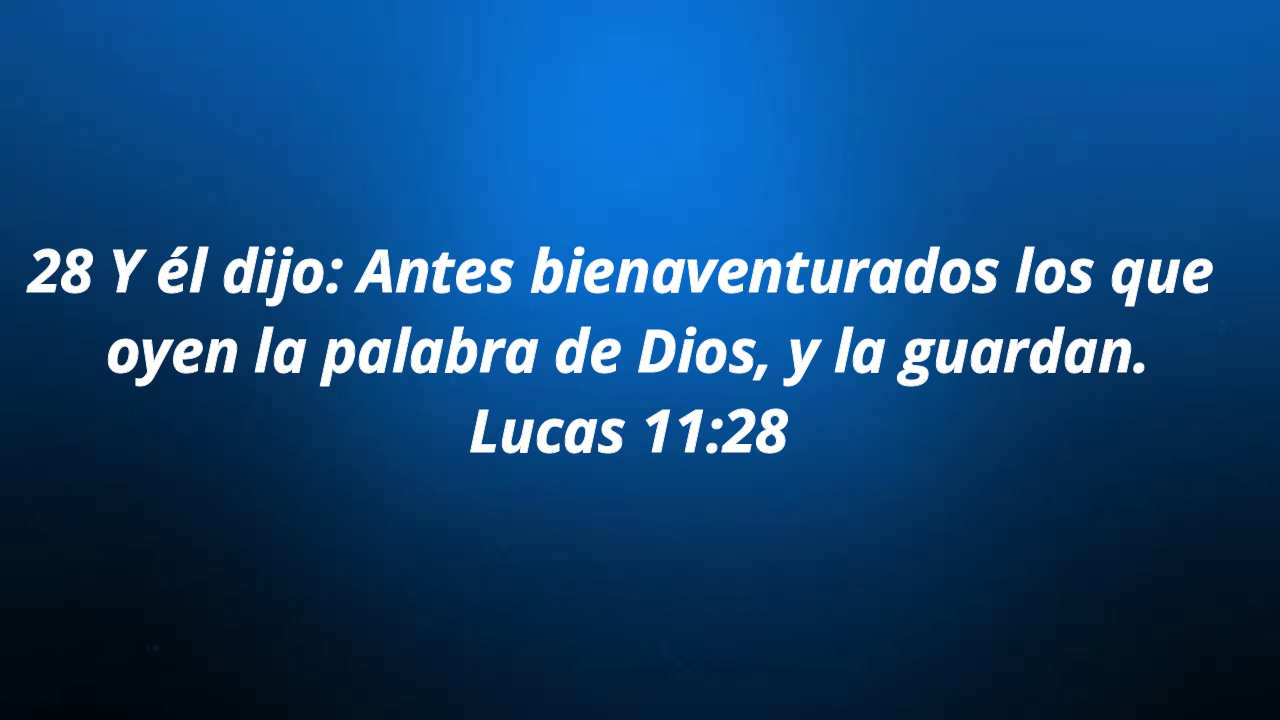 28 Y él dijo: Antes bienaventurados los que
oyen la palabra de Dios, y la guardan.
Lucas 11:28